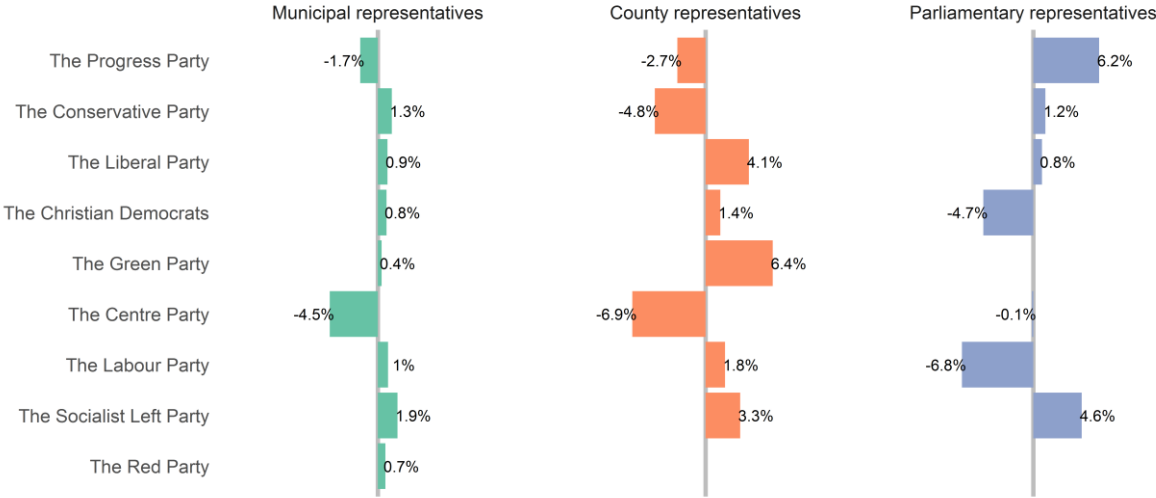 Municipal representatives County representatives Parliamentary representatives
The Progress Party -1.7% -2.7% 6.2%
The Conservative Party 1.3% -4.8% 1.2%
The Liberal Party 0.9% 4.1% 0.8%
The Christian Democrats 0.8% 1.4% -4.7%
The Green Party 0.4% 6.4%
The Centre Party -4.5% -6.9% -0.1%
The Labour Party 1% 1.8% -6.8%
The Socialist Left Party 1.9% 3.3% 4.6%
The Red Party 0.7%